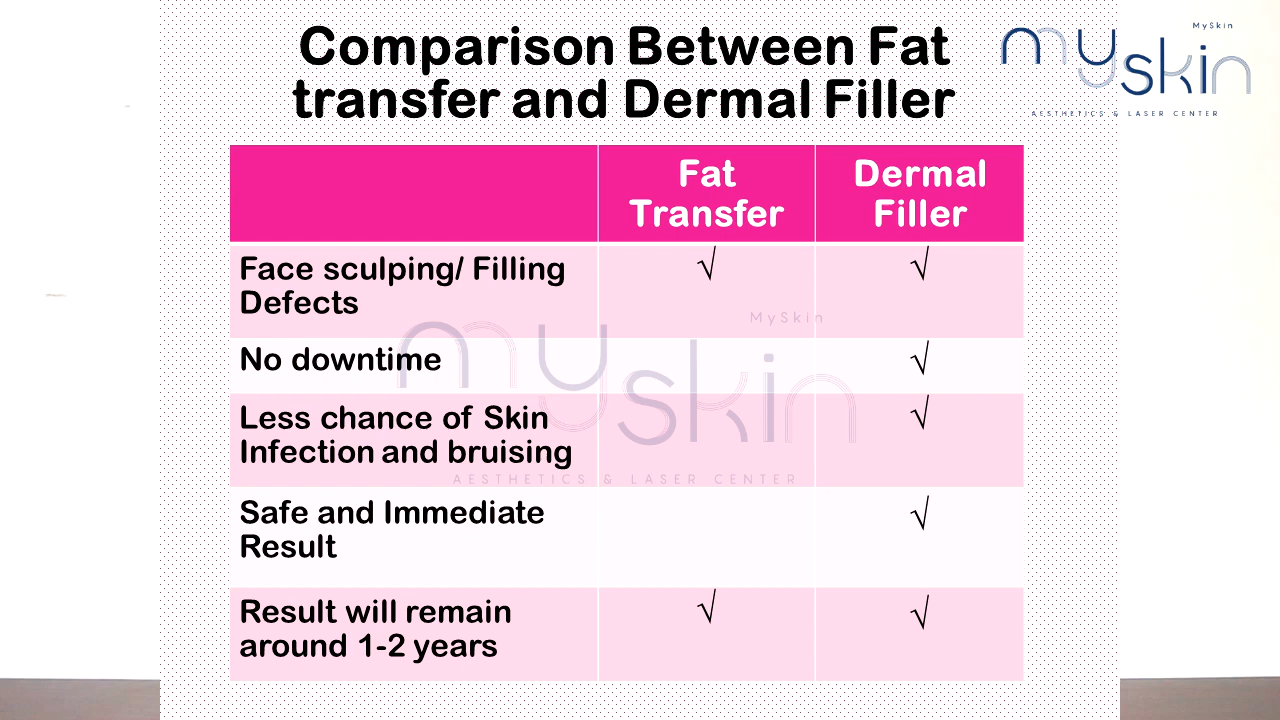 Comparison Between Fat
transfer and Dermal Filler
MySkin
myskin
AESTHETICS & LASER CENTER
Fat
Transfer
Dermal
Filler
Face sculping/ Filling
Defects
√ √
No downtime
√
Less chance of Skin
Infection and bruising
√
Safe and Immediate
Result
√
Result will remain
around 1-2 years
√ √
MySkin
myskin
AESTHETICS & LASER CENTER